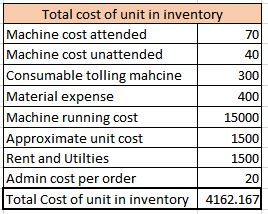 Total cost of unit in inventory
Machine cost attended 70
Machine cost unattended 40
Consumable tolling mahcine 300
Material expense 400
Machine running cost 15000
Approximate unit cost 1500
Rent and Utilties 1500
Admin cost per order 20
Total Cost of unit in inventory 4162.167